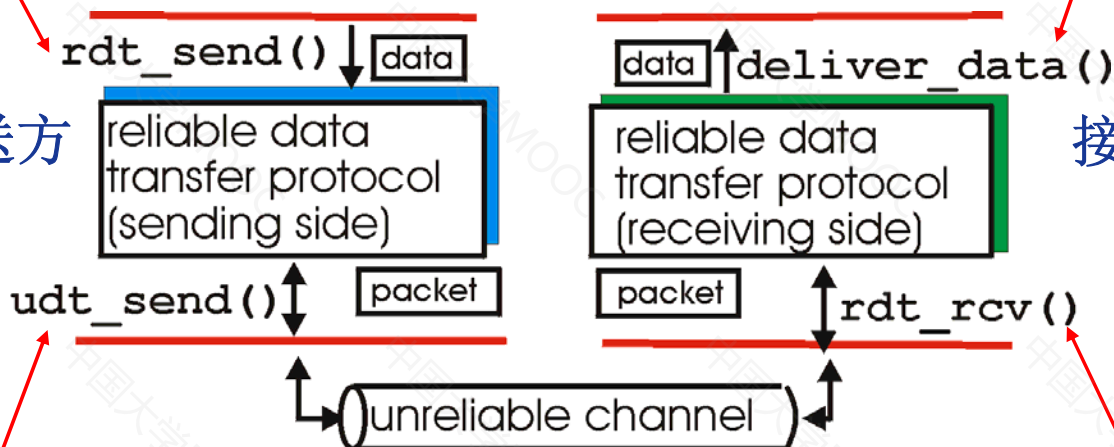 rdt_send()
data
data
deliver_data()
送方
接
reliable data
transfer protocol
(sending side)
reliable data
transfer protocol
(receiving side)
udt_send()
packet
packet
rdt_rcv()
unreliable channel